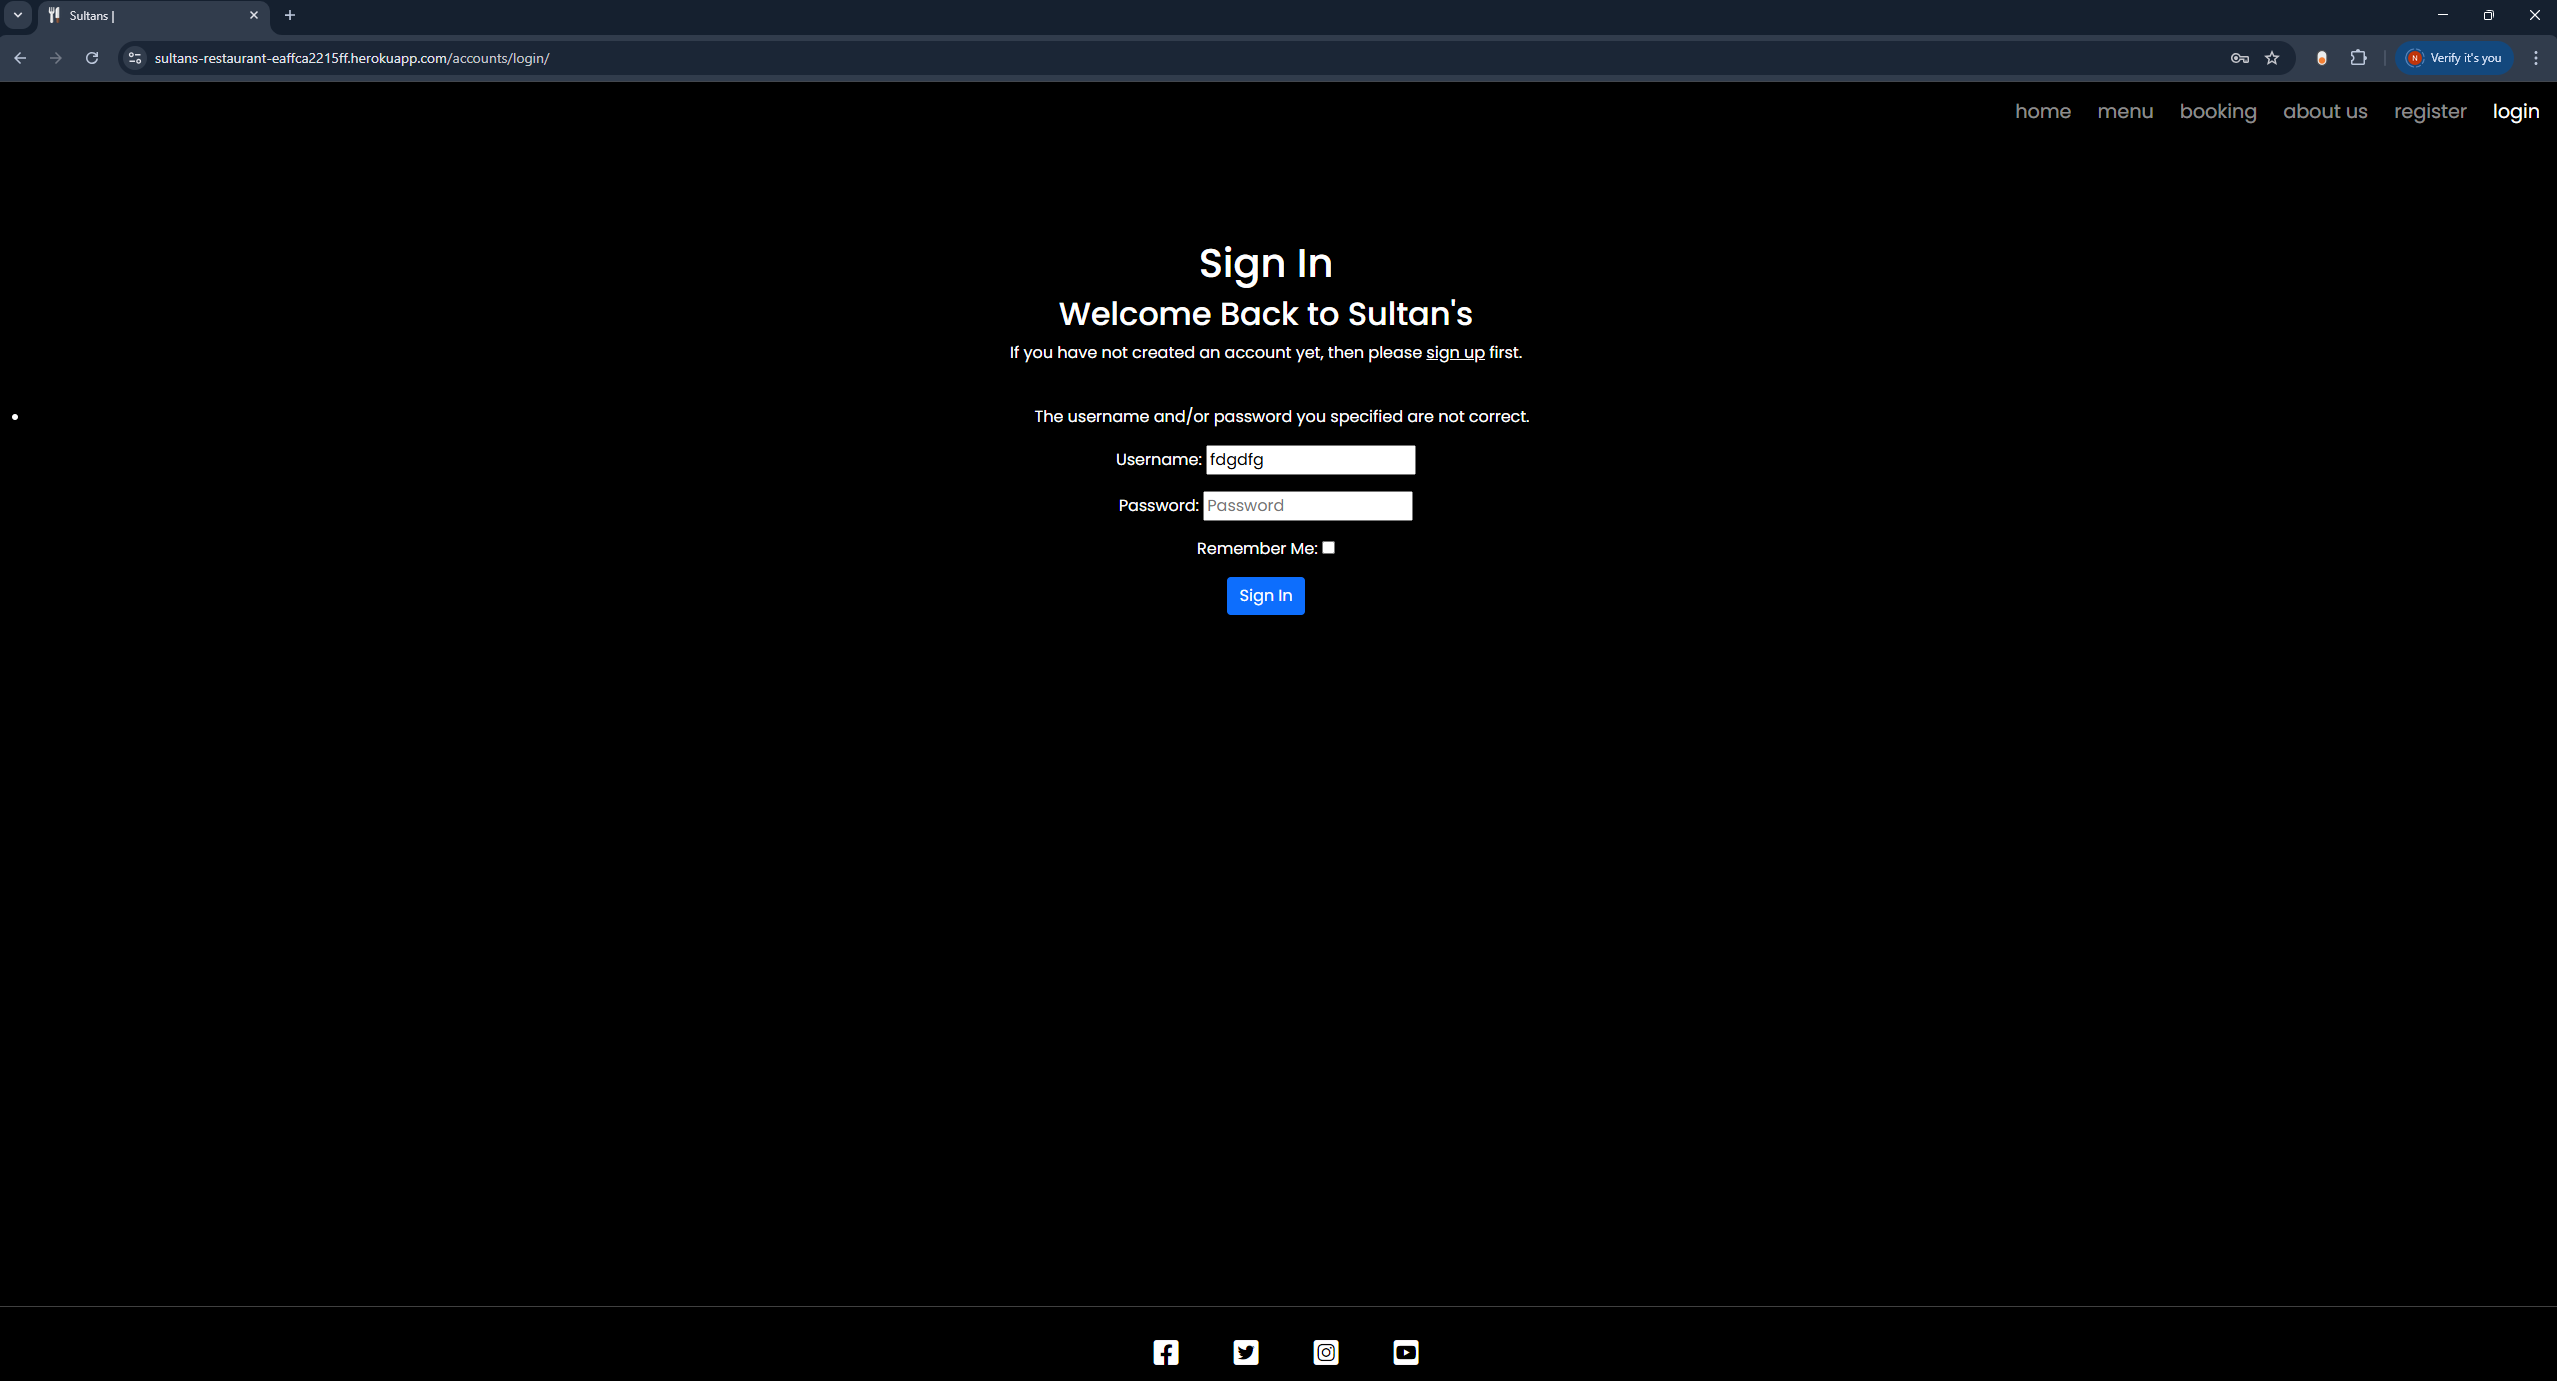 Sultans |
sultans-restaurant-eaffca2215ff.herokuapp.com/accounts/login/
N Verify it's you
home menu booking about us register login
Sign In
Welcome Back to Sultan's
If you have not created an account yet, then please sign up first.
• The username and/or password you specified are not correct.
Username: fdgdfg
Password: Password
Remember Me:
Sign In